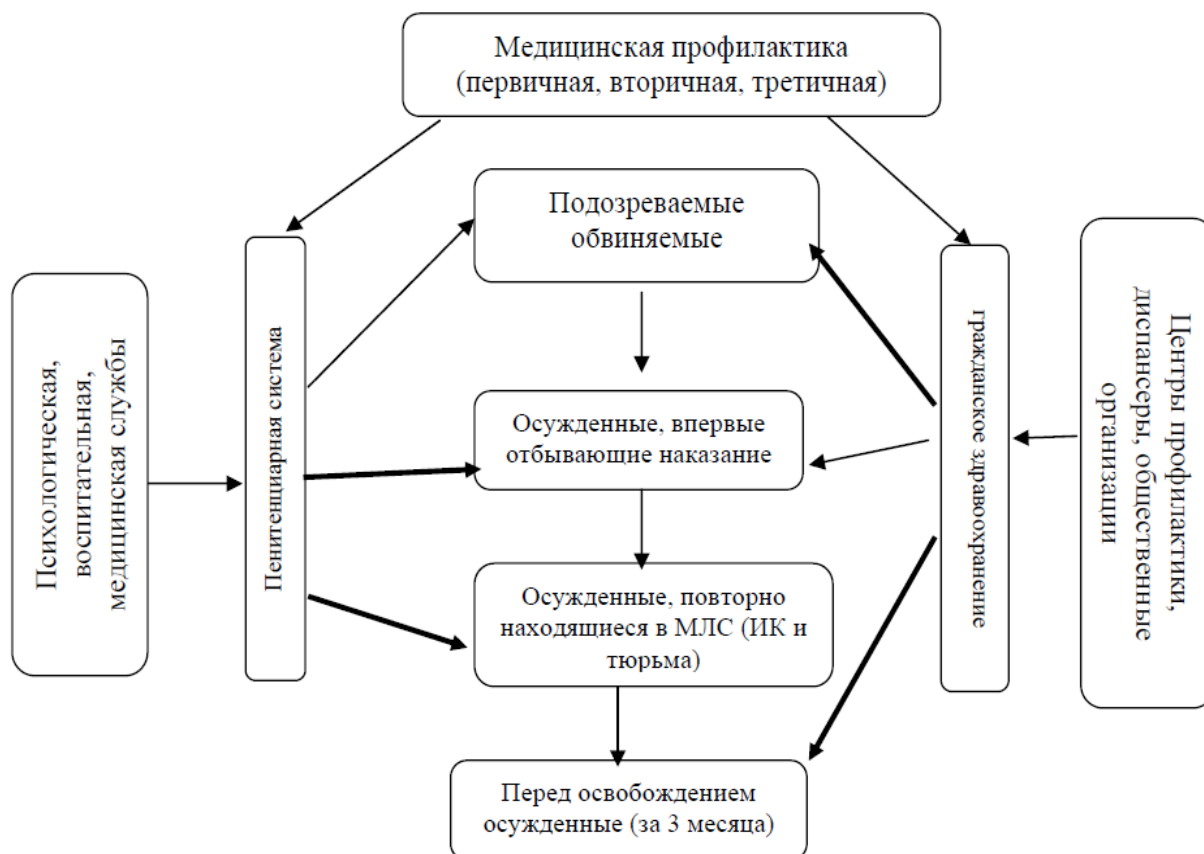 Медицинская профилактика
(первичная, вторичная, третичная)
Подозреваемые
обвиняемые
Психологическая,
воспитательная,
медицинская службы
Пенитенциарная система
Осужденные, впервые
отбывающие наказание
гражданское здравоохранение
Центры профилактики,
диспансеры, общественные
организации
Осужденные, повторно
находящиеся в МЛС (ИК и
тюрьма)
Перед освобождением
осужденные (за 3 месяца)